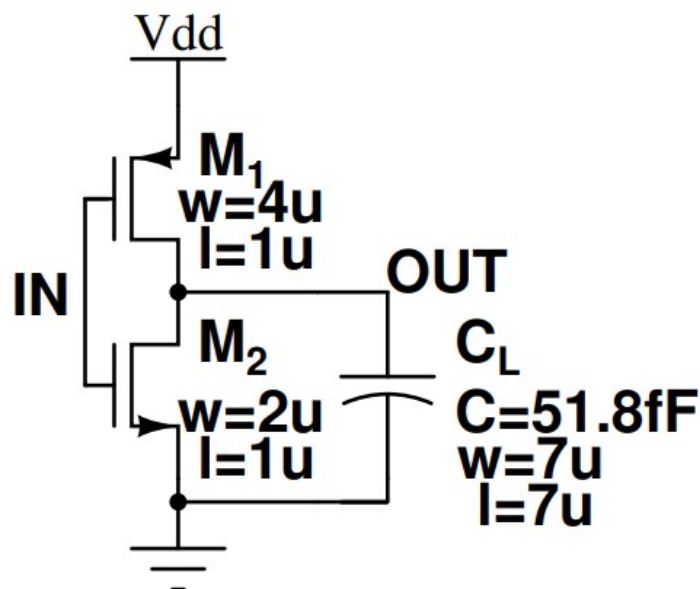 Vdd
M1
w=4u
l=1u
OUT
IN
M2
w=2u
l=1u
CL
C=51.8fF
w=7u
l=7u